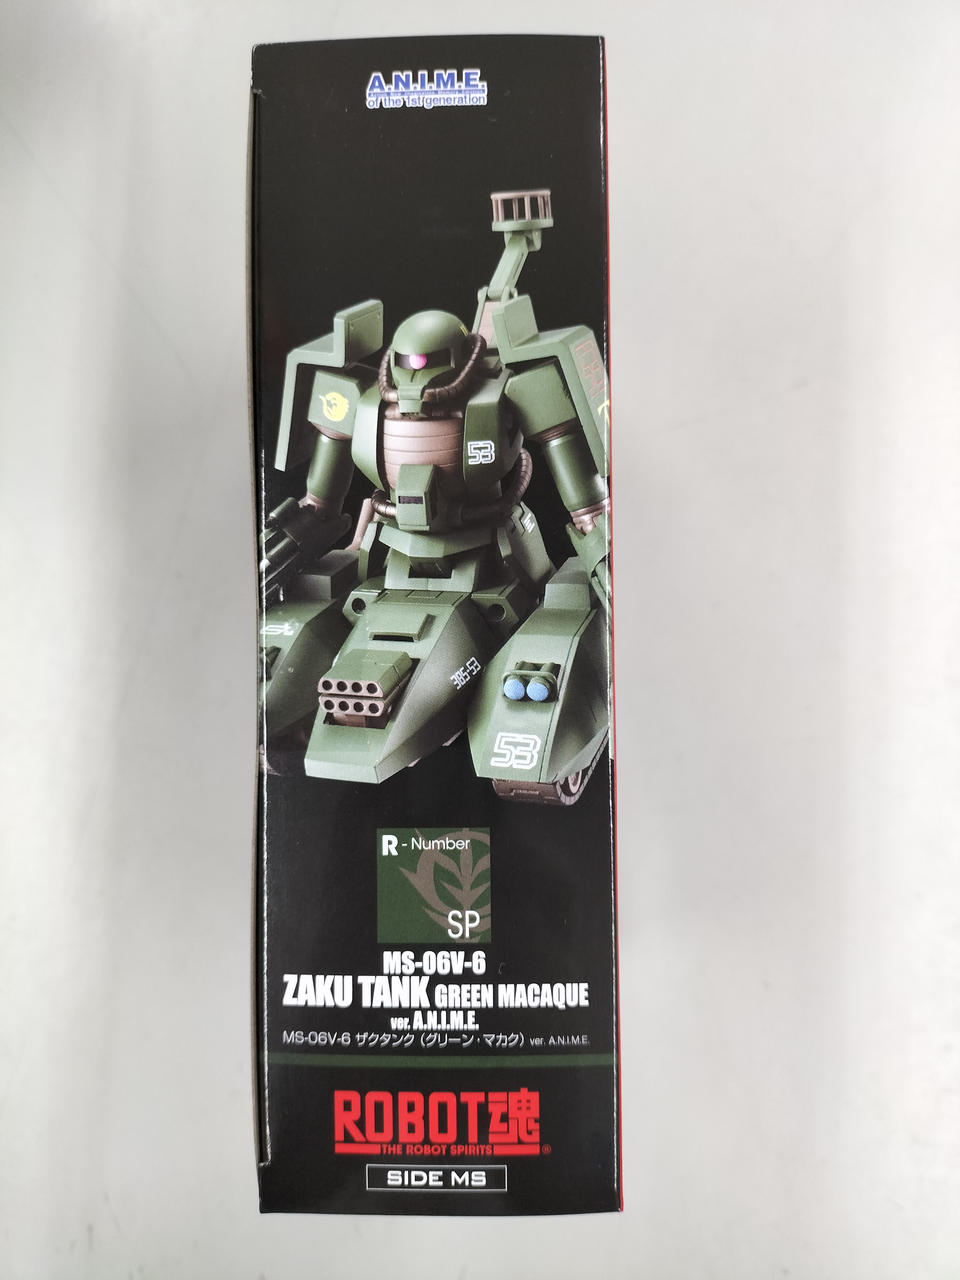 A.N.I.M.E.
of the 1st generation
53
385-53
53
R - Number
SP
MS-06V-6
ZAKU TANK GREEN MACAQUE
ver. A.N.I.M.E.
MS-06V-6 ザクタンク（グリーン・マカク） ver. A.N.I.M.E.
ROBOT魂
THE ROBOT SPIRITS ®
SIDE MS